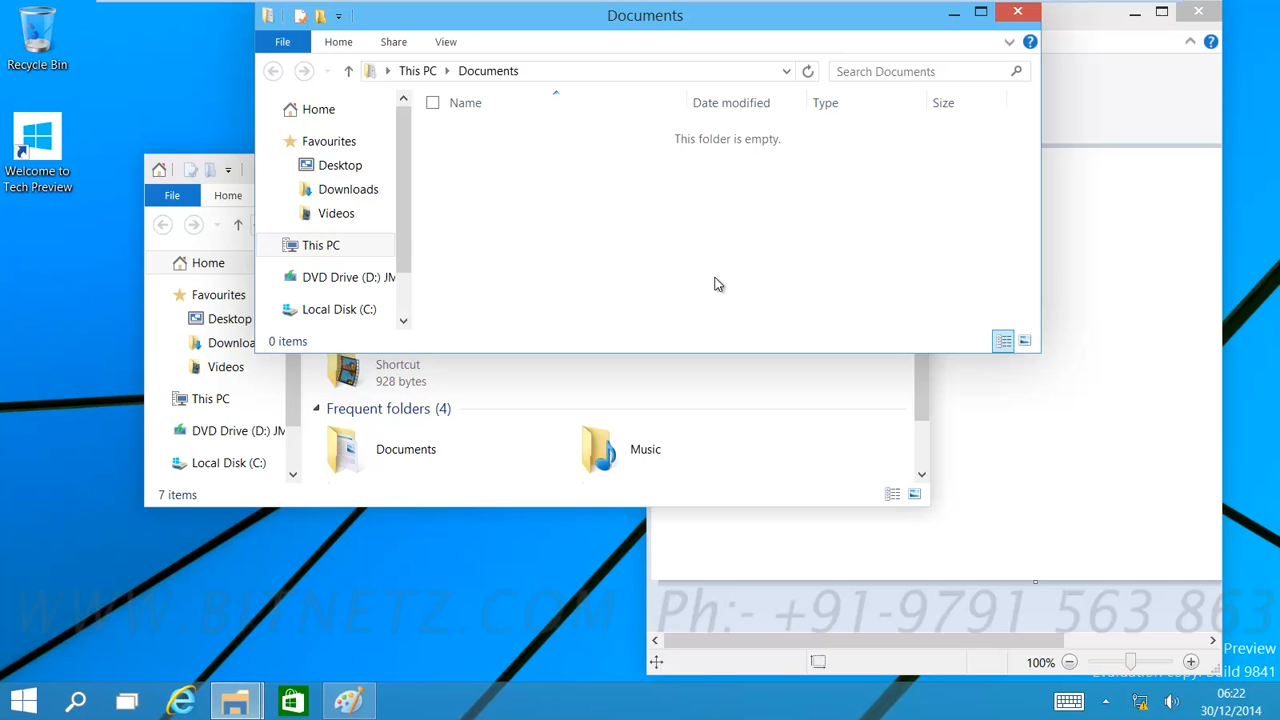 Documents
File Home Share View
This PC Documents
Search Documents
Name Date modified Type Size
This folder is empty.
Home
Favourites
Desktop
Downloads
Videos
This PC
DVD Drive (D:) JM
Local Disk (C:)
0 items
Recycle Bin
Welcome to
Tech Preview
File Home
Home
Favourites
Desktop
Downloa
Videos
This PC
DVD Drive (D:) JM
Local Disk (C:)
Shortcut
928 bytes
Frequent folders (4)
Documents
Music
7 items
WWW.BITNETZ.COM Ph:- +91-9791 563 863
100%
Preview
Evaluation copy. Build 9841
06:22
30/12/2014